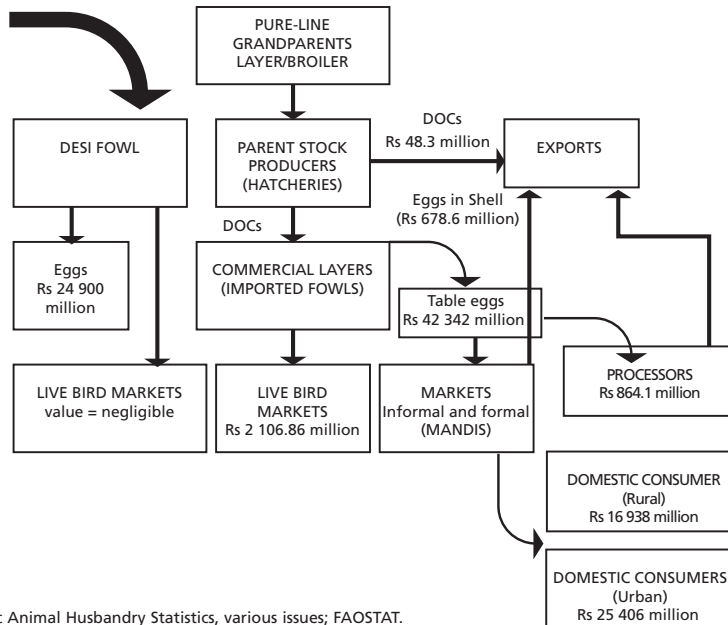 PURE-LINE
GRANDPARENTS
LAYER/BROILER
DESI FOWL
PARENT STOCK
PRODUCERS
(HATCHERIES)
DOCs
Rs 48.3 million
EXPORTS
Eggs in Shell
(Rs 678.6 million)
DOCs
Eggs
Rs 24 900
million
COMMERCIAL LAYERS
(IMPORTED FOWLS)
Table eggs
Rs 42 342 million
LIVE BIRD MARKETS
value = negligible
LIVE BIRD
MARKETS
Rs 2 106.86 million
MARKETS
Informal and formal
(MANDIS)
PROCESSORS
Rs 864.1 million
DOMESTIC CONSUMER
(Rural)
Rs 16 938 million
DOMESTIC CONSUMERS
(Urban)
Rs 25 406 million
Animal Husbandry Statistics, various issues; FAOSTAT.